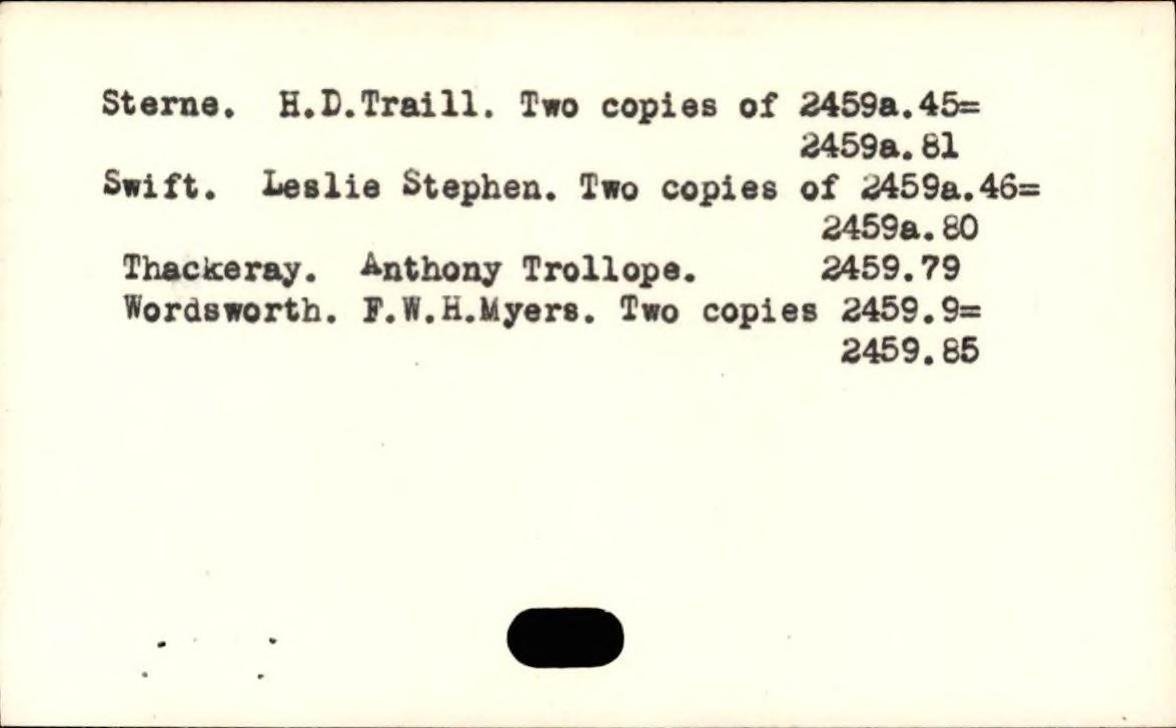 Sterne. H.D.Traill. Two copies of 2459a.45=
2459a.81
Swift. Leslie Stephen. Two copies of 2459a.46=
2459a.80
Thackeray. Anthony Trollope. 2459.79
Wordsworth. F.W.H.Myers. Two copies 2459.9=
2459.85